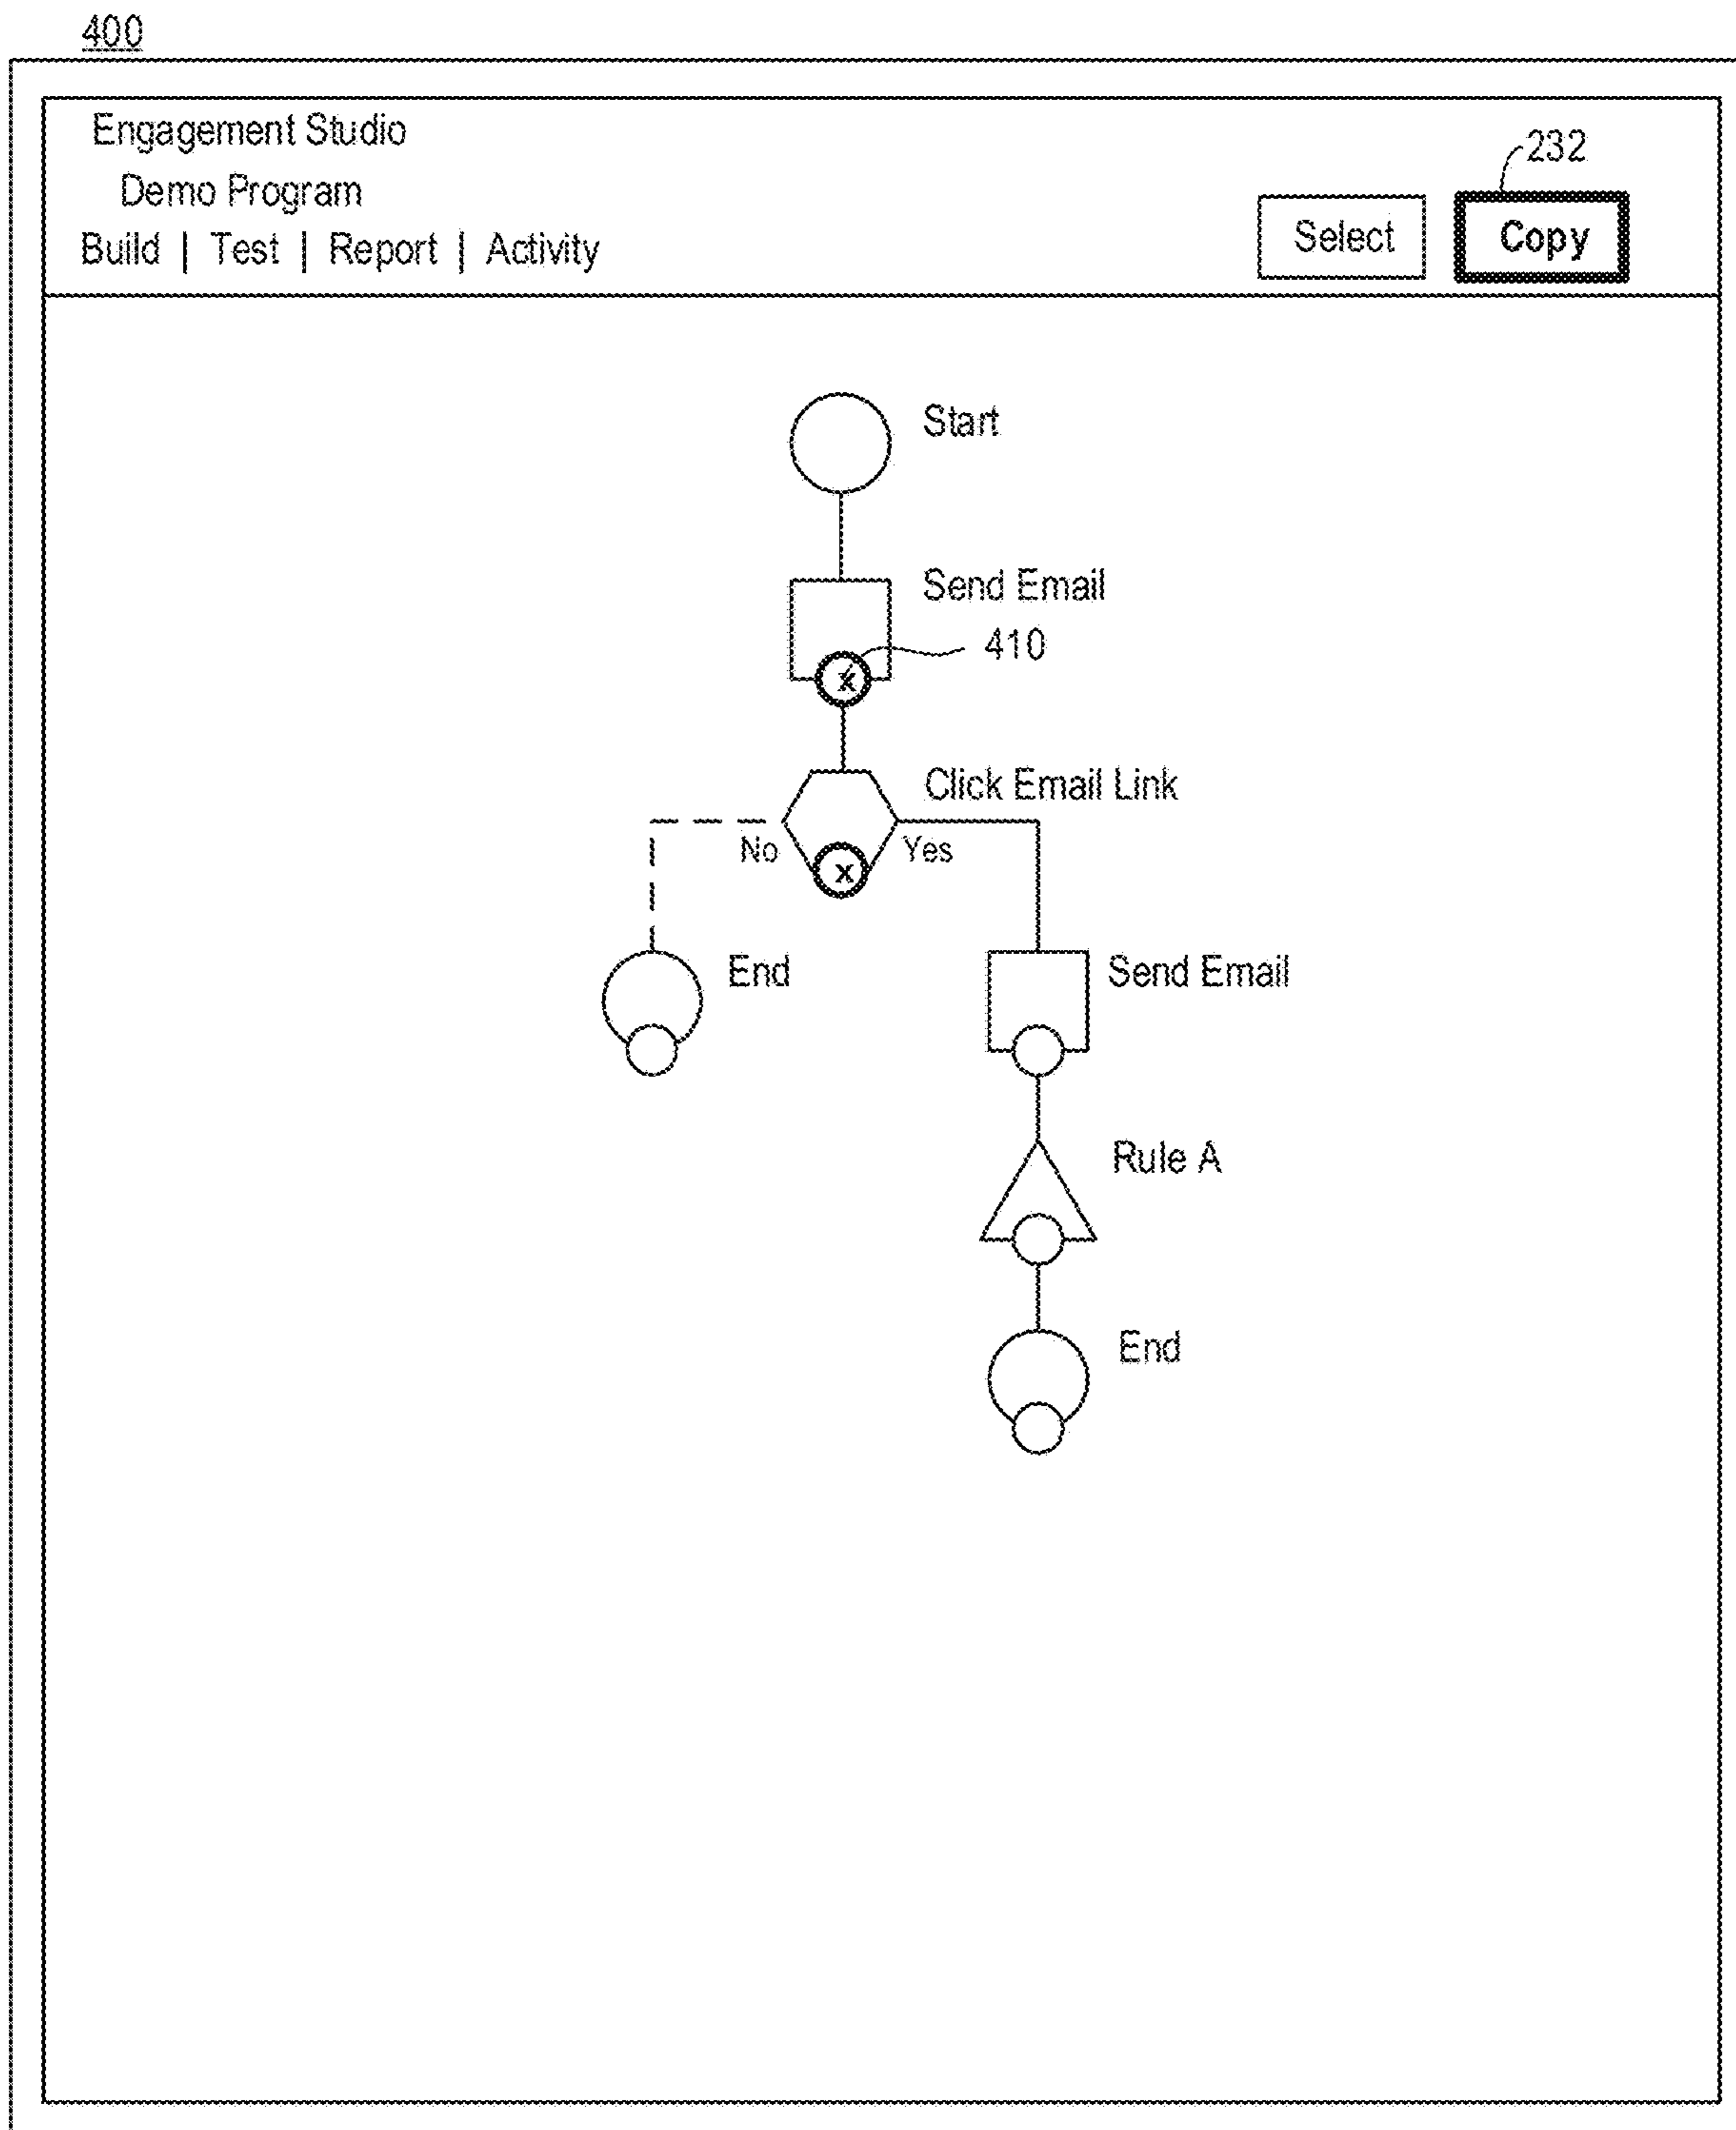 400
Engagement Studio
232
Demo Program
Build | Test | Report | Activity
Select
Copy
Start
Send Email
410
x
Click Email Link
No
Yes
x
End
Send Email
Rule A
End